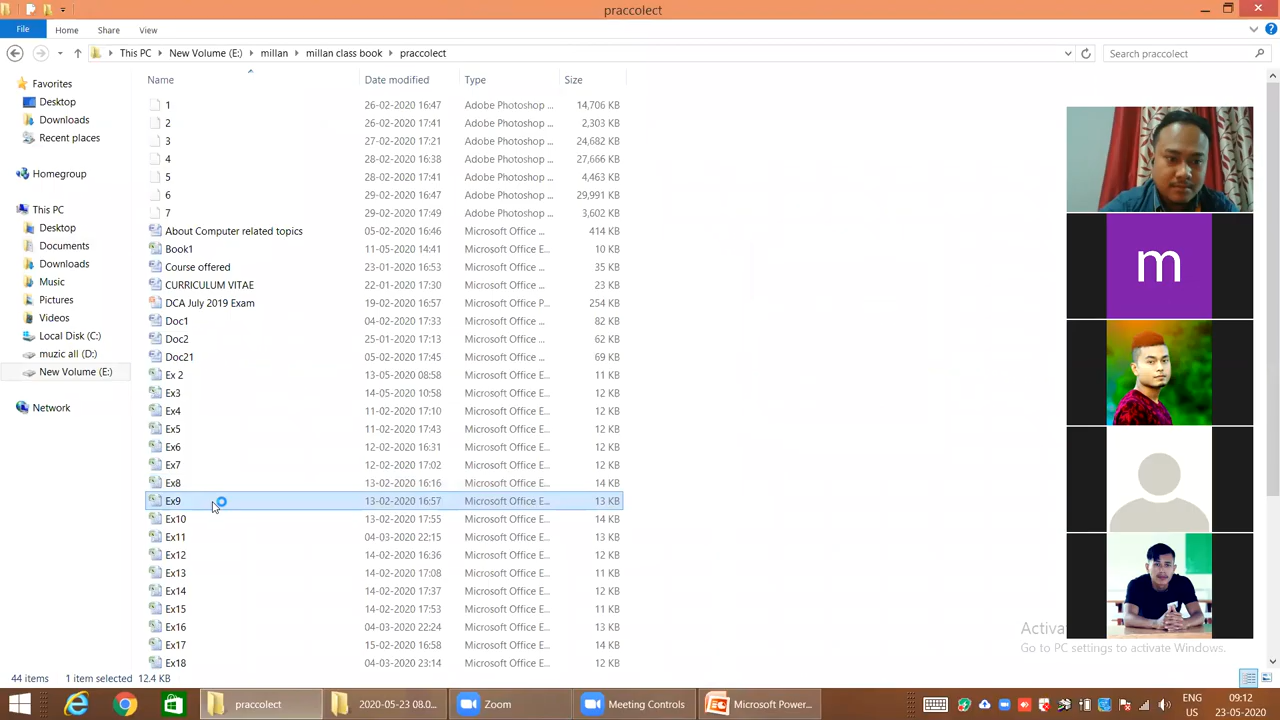 praccolect
File Home Share View
This PC New Volume (E:) millan millan class book praccolect Search praccolect
Name Date modified Type Size
Favorites
Desktop
Downloads
Recent places
Homegroup
This PC
Desktop
Documents
Downloads
Music
Pictures
Videos
Local Disk (C:)
muzic all (D:)
New Volume (E:)
Network
1 26-02-2020 16:47 Adobe Photoshop ... 14,706 KB
2 26-02-2020 17:41 Adobe Photoshop ... 2,303 KB
3 27-02-2020 17:21 Adobe Photoshop ... 24,682 KB
4 28-02-2020 16:38 Adobe Photoshop ... 27,666 KB
5 28-02-2020 17:41 Adobe Photoshop ... 4,463 KB
6 29-02-2020 16:47 Adobe Photoshop ... 29,991 KB
7 29-02-2020 17:49 Adobe Photoshop ... 3,602 KB
About Computer related topics 05-02-2020 16:46 Microsoft Office ... 414 KB
Book1 11-05-2020 14:41 Microsoft Office E... 10 KB
Course offered 23-01-2020 16:53 Microsoft Office ... 35 KB
CURRICULUM VITAE 22-01-2020 17:30 Microsoft Office ... 23 KB
DCA July 2019 Exam 19-02-2020 16:57 Microsoft Office P... 254 KB
Doc1 04-02-2020 17:33 Microsoft Office ... 82 KB
Doc2 25-01-2020 17:13 Microsoft Office ... 62 KB
Doc21 05-02-2020 17:45 Microsoft Office ... 69 KB
Ex 2 13-05-2020 08:58 Microsoft Office E... 11 KB
Ex3 14-05-2020 10:58 Microsoft Office E... 12 KB
Ex4 11-02-2020 17:10 Microsoft Office E... 12 KB
Ex5 11-02-2020 17:43 Microsoft Office E... 12 KB
Ex6 12-02-2020 16:31 Microsoft Office E... 12 KB
Ex7 12-02-2020 17:02 Microsoft Office E... 12 KB
Ex8 13-02-2020 16:16 Microsoft Office E... 14 KB
Ex9 13-02-2020 16:57 Microsoft Office E... 13 KB
Ex10 13-02-2020 17:55 Microsoft Office E... 14 KB
Ex11 04-03-2020 22:15 Microsoft Office E... 13 KB
Ex12 14-02-2020 16:36 Microsoft Office E... 12 KB
Ex13 14-02-2020 17:08 Microsoft Office E... 11 KB
Ex14 14-02-2020 17:37 Microsoft Office E... 12 KB
Ex15 14-02-2020 17:53 Microsoft Office E... 11 KB
Ex16 04-03-2020 22:24 Microsoft Office E... 13 KB
Ex17 15-02-2020 16:58 Microsoft Office E... 14 KB
Ex18 04-03-2020 23:14 Microsoft Office E... 12 KB
m
Activa
Go to PC settings to activate Windows.
44 items 1 item selected 12.4 KB
praccolect 2020-05-23 08.0... Zoom Meeting Controls Microsoft Power...
ENG 09:12
US 23-05-2020